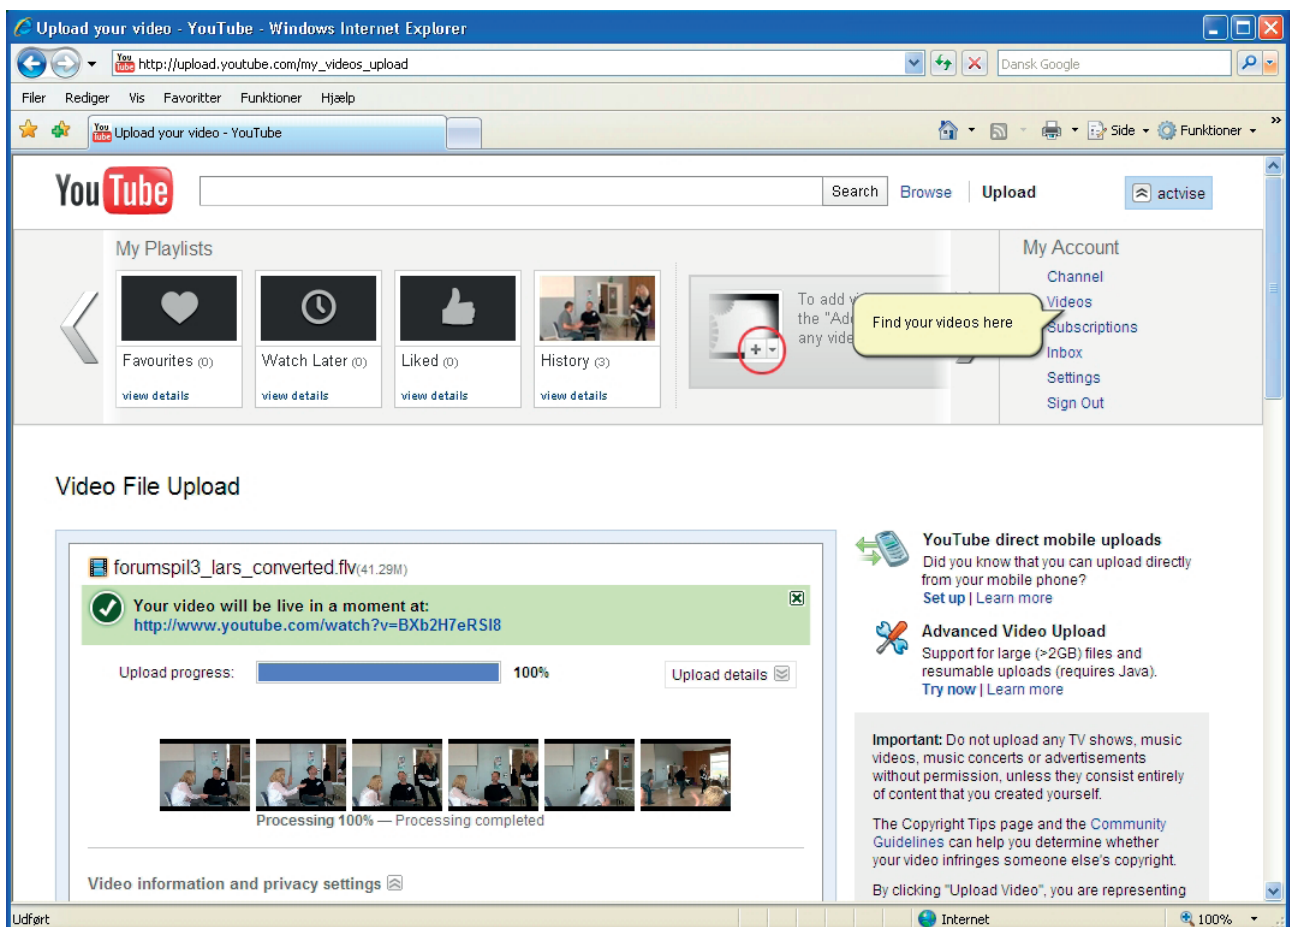 Upload your video - YouTube - Windows Internet Explorer
http://upload.youtube.com/my_videos_upload
Dansk Google
Filer Rediger Vis Favoritter Funktioner Hjælp
Upload your video - YouTube
Side
Funktioner
YouTube
Search
Browse
Upload
actvise
My Playlists
Favourites (0)
view details
Watch Later (0)
view details
Liked (0)
view details
History (3)
view details
To add
the "Ad
any vide
Find your videos here
My Account
Channel
Videos
Subscriptions
Inbox
Settings
Sign Out
Video File Upload
forumspil3_lars_converted.flv(41.29M)
Your video will be live in a moment at:
http://www.youtube.com/watch?v=BXb2H7eRSI8
Upload progress:
100%
Upload details
Processing 100% — Processing completed
Video information and privacy settings
YouTube direct mobile uploads
Did you know that you can upload directly
from your mobile phone?
Set up | Learn more
Advanced Video Upload
Support for large (>2GB) files and
resumable uploads (requires Java).
Try now | Learn more
Important: Do not upload any TV shows, music
videos, music concerts or advertisements
without permission, unless they consist entirely
of content that you created yourself.
The Copyright Tips page and the Community
Guidelines can help you determine whether
your video infringes someone else's copyright.
By clicking "Upload Video", you are representing
Udført
Internet
100%